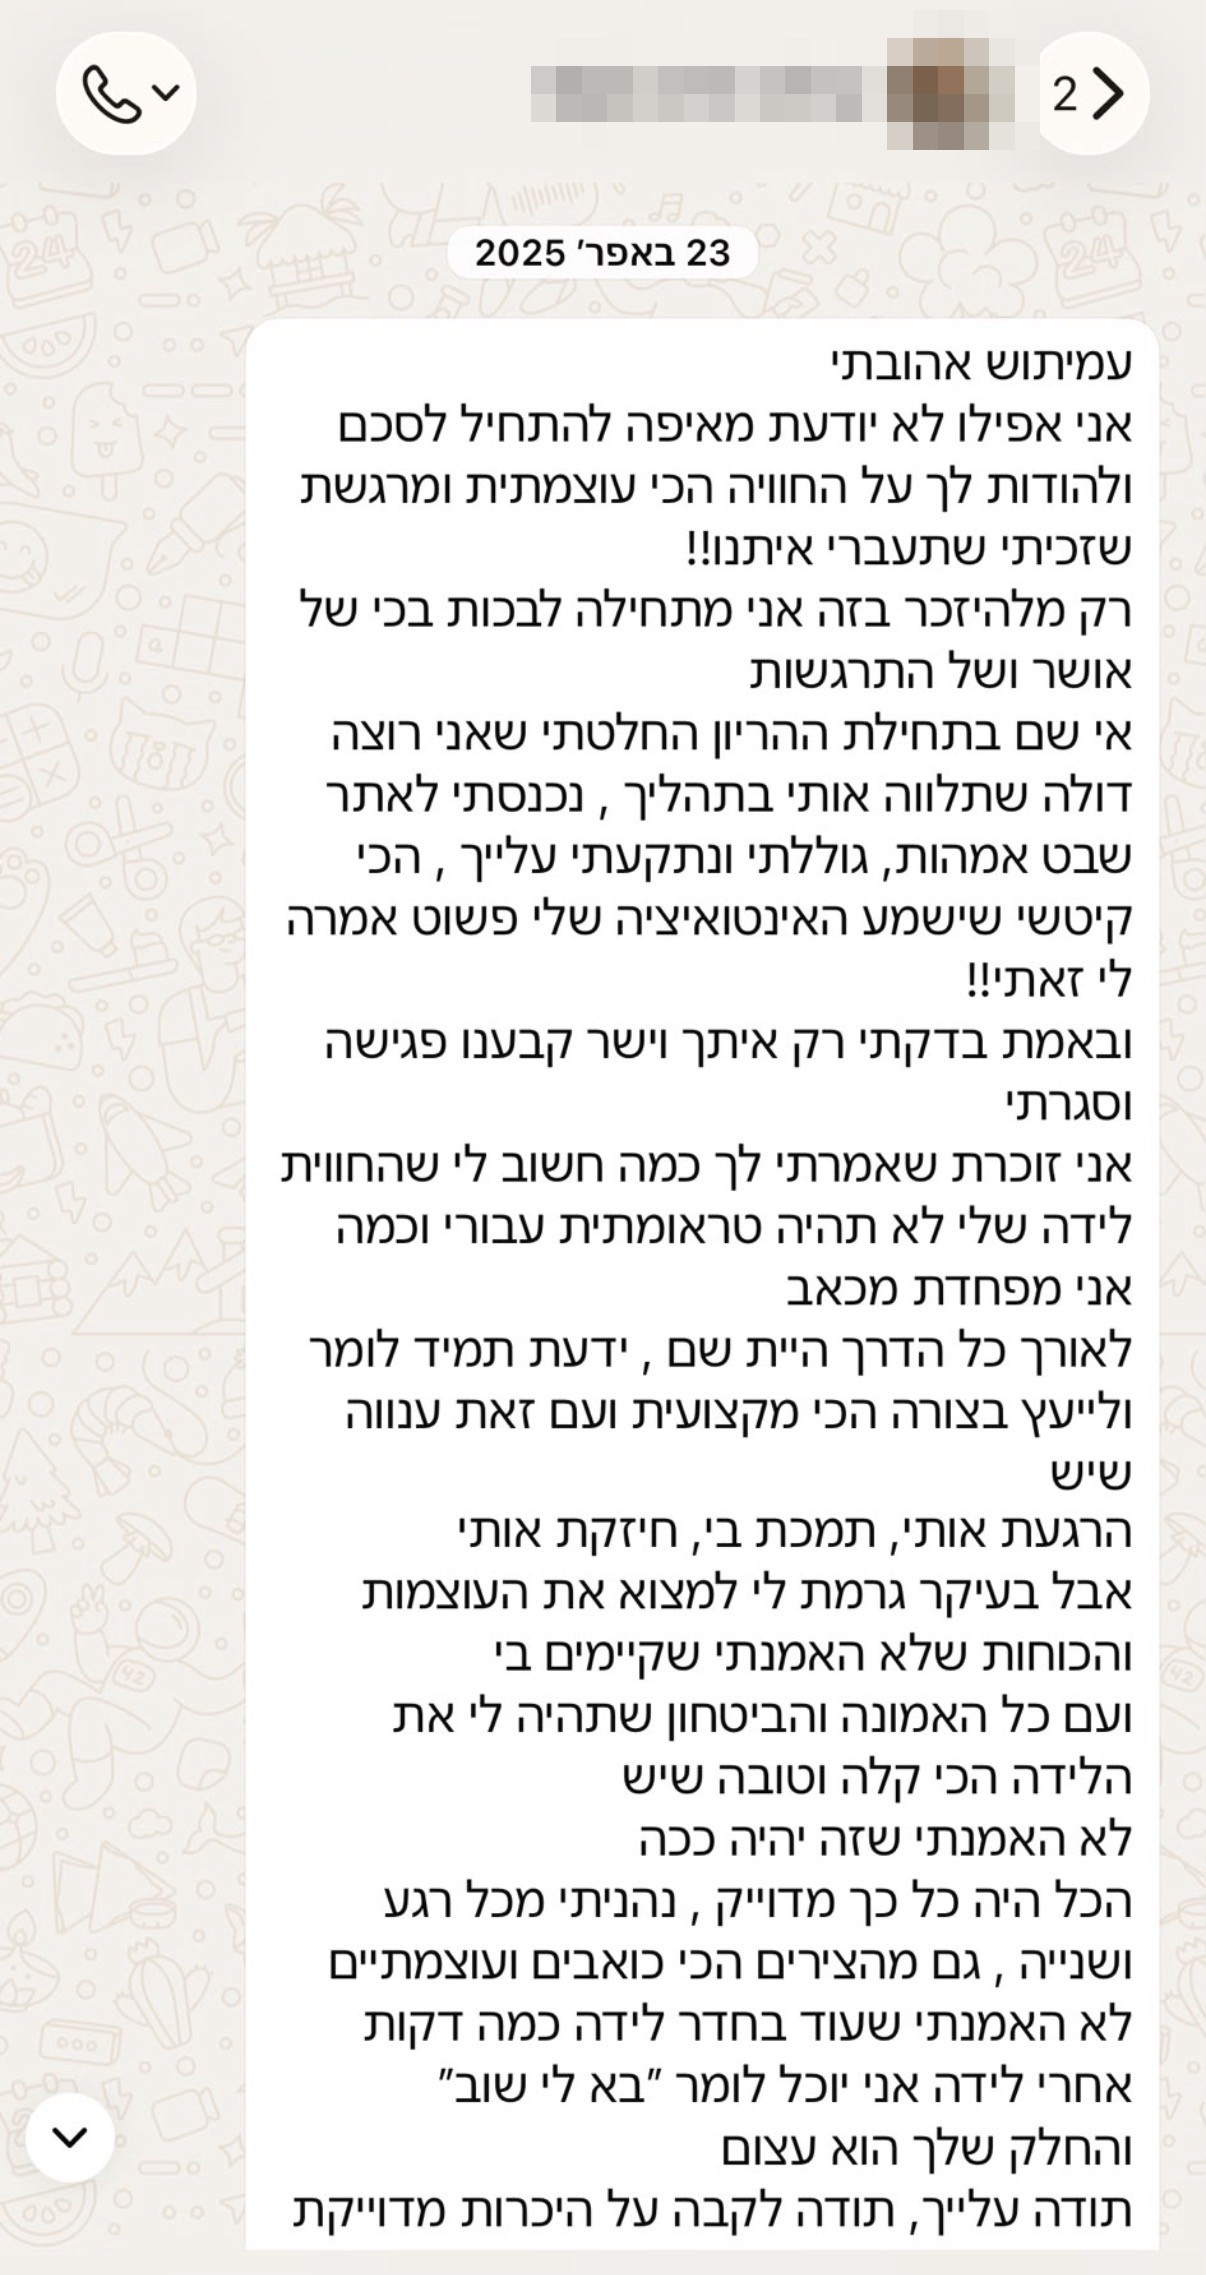 2
23 באפר׳ 2025
עמיתוש אהובתי
אני אפילו לא יודעת מאיפה להתחיל לסכם
ולהודות לך על החוויה הכי עוצמתית ומרגשת
שזכיתי שתעברי איתנו!!
רק מלהיזכר בזה אני מתחילה לבכות בכי של
אושר ושל התרגשות
אי שם בתחילת ההריון החלטתי שאני רוצה
דולה שתלווה אותי בתהליך , נכנסתי לאתר
שבט אמהות, גוללתי ונתקעתי עלייך , הכי
קיטשי שישמע האינטואיציה שלי פשוט אמרה
לי זאתי!!
ובאמת בדקתי רק איתך וישר קבענו פגישה
וסגרתי
אני זוכרת שאמרתי לך כמה חשוב לי שהחווית
לידה שלי לא תהיה טראומתית עבורי וכמה
אני מפחדת מכאב
לאורך כל הדרך היית שם , ידעת תמיד לומר
ולייעץ בצורה הכי מקצועית ועם זאת ענווה
שיש
הרגעת אותי, תמכת בי, חיזקת אותי
אבל בעיקר גרמת לי למצוא את העוצמות
והכוחות שלא האמנתי שקיימים בי
ועם כל האמונה והביטחון שתהיה לי את
הלידה הכי קלה וטובה שיש
לא האמנתי שזה יהיה ככה
הכל היה כל כך מדוייק , נהניתי מכל רגע
ושנייה , גם מהצירים הכי כואבים ועוצמתיים
לא האמנתי שעוד בחדר לידה כמה דקות
אחרי לידה אני יוכל לומר ״בא לי שוב״
והחלק שלך הוא עצום
תודה עלייך, תודה לקבה על היכרות מדוייקת